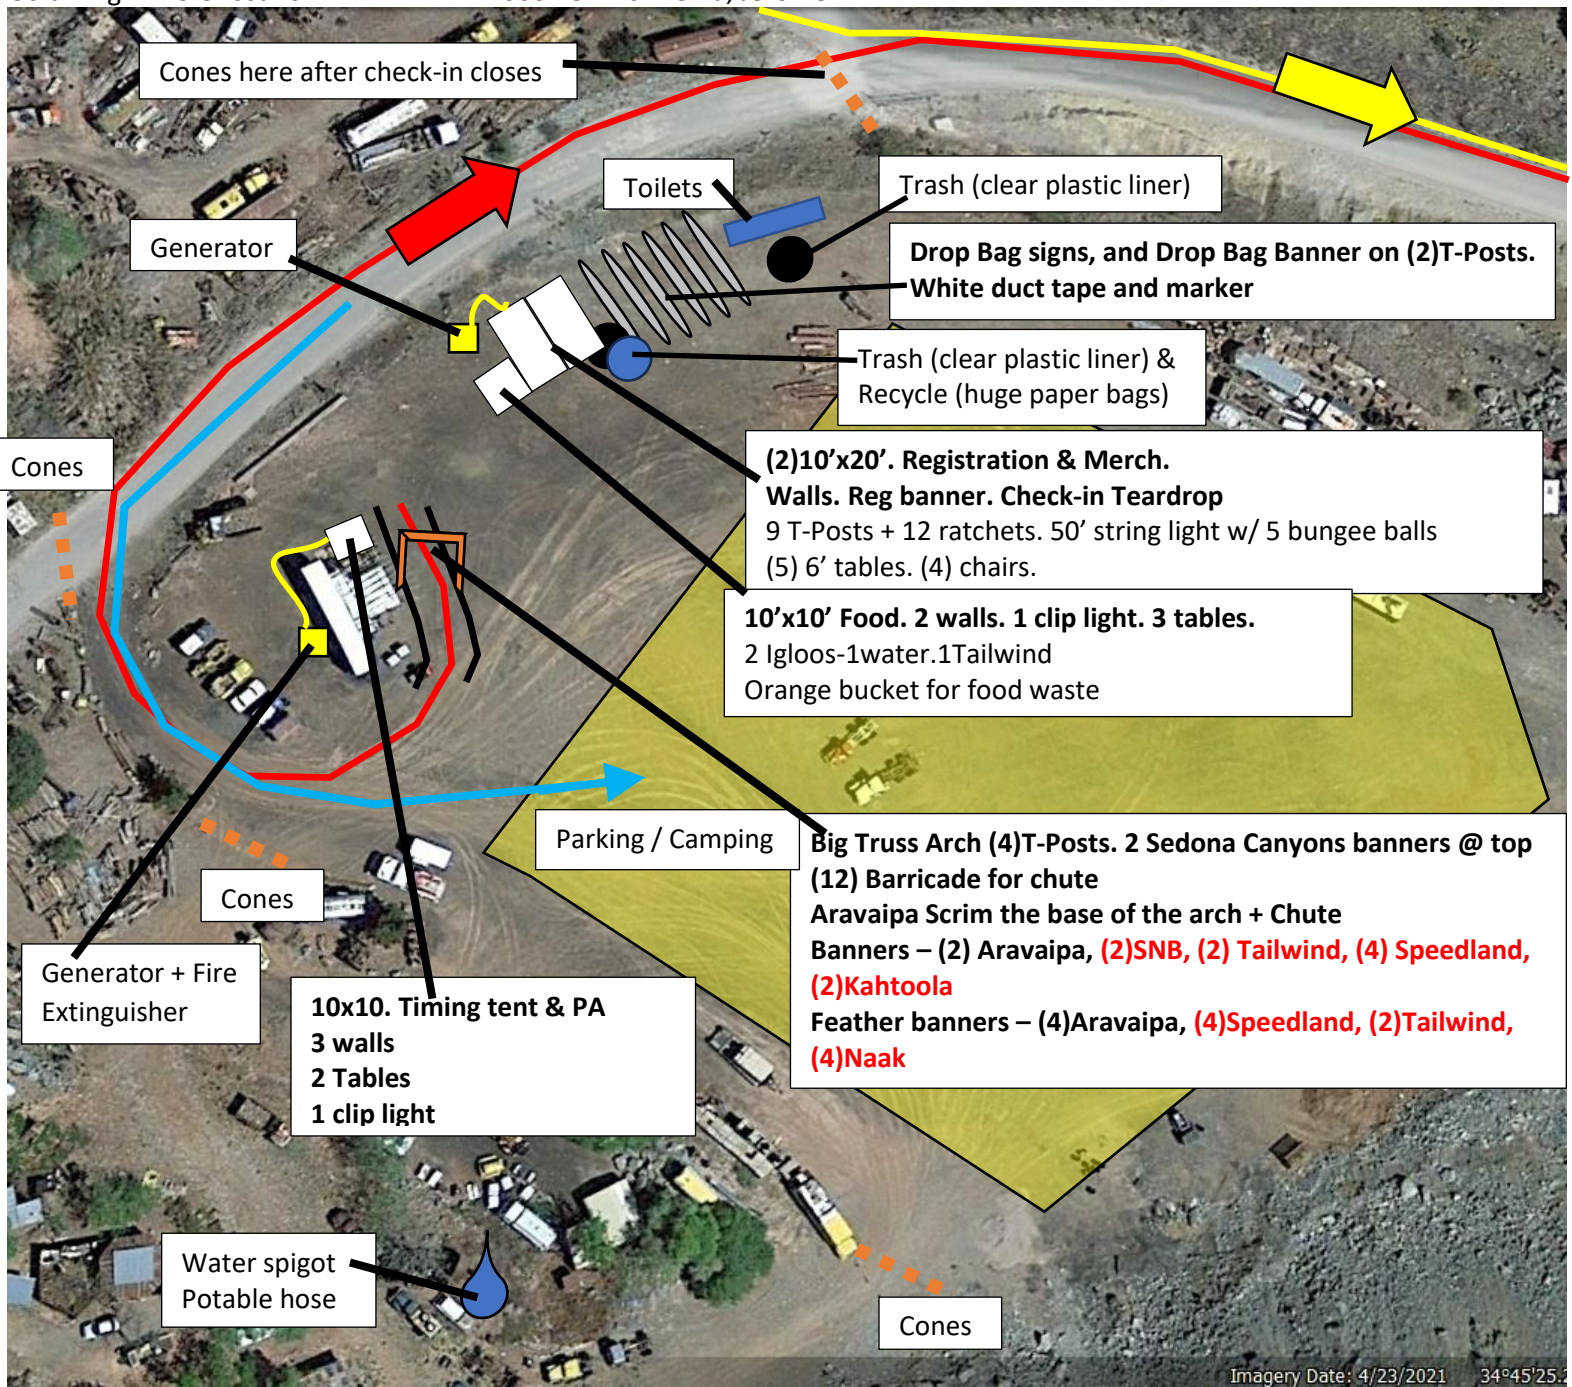 Cones here after check-in closes
Toilets
Trash (clear plastic liner)
Generator
Drop Bag signs, and Drop Bag Banner on (2)T-Posts.
White duct tape and marker
Trash (clear plastic liner) &
Recycle (huge paper bags)
Cones
(2)10’x20’. Registration & Merch.
Walls. Reg banner. Check-in Teardrop
9 T-Posts + 12 ratchets. 50’ string light w/ 5 bungee balls
(5) 6’ tables. (4) chairs.
10’x10’ Food. 2 walls. 1 clip light. 3 tables.
2 Igloos-1water.1Tailwind
Orange bucket for food waste
Parking / Camping
Big Truss Arch (4)T-Posts. 2 Sedona Canyons banners @ top
(12) Barricade for chute
Aravaipa Scrim the base of the arch + Chute
Banners – (2) Aravaipa, (2)SNB, (2) Tailwind, (4) Speedland,
(2)Kahtoola
Feather banners – (4)Aravaipa, (4)Speedland, (2)Tailwind,
(4)Naak
Cones
Generator + Fire
Extinguisher
10x10. Timing tent & PA
3 walls
2 Tables
1 clip light
Water spigot
Potable hose
Cones
Imagery Date: 4/23/2021 34°45'25.2